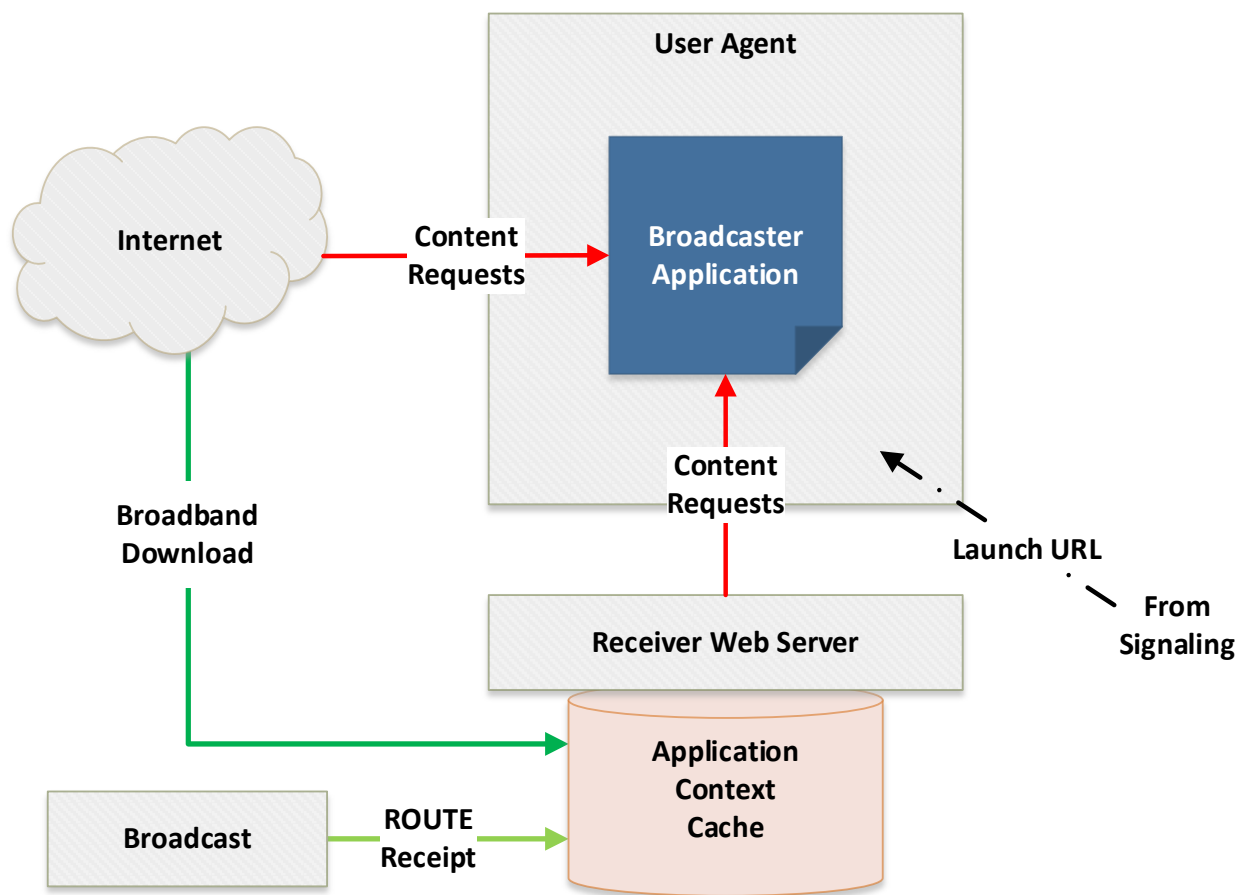 User Agent
Internet
Content
Requests
Broadcaster
Application
Content
Requests
Broadband
Download
Launch URL
From
Signaling
Receiver Web Server
Application
Context
Cache
Broadcast
ROUTE
Receipt